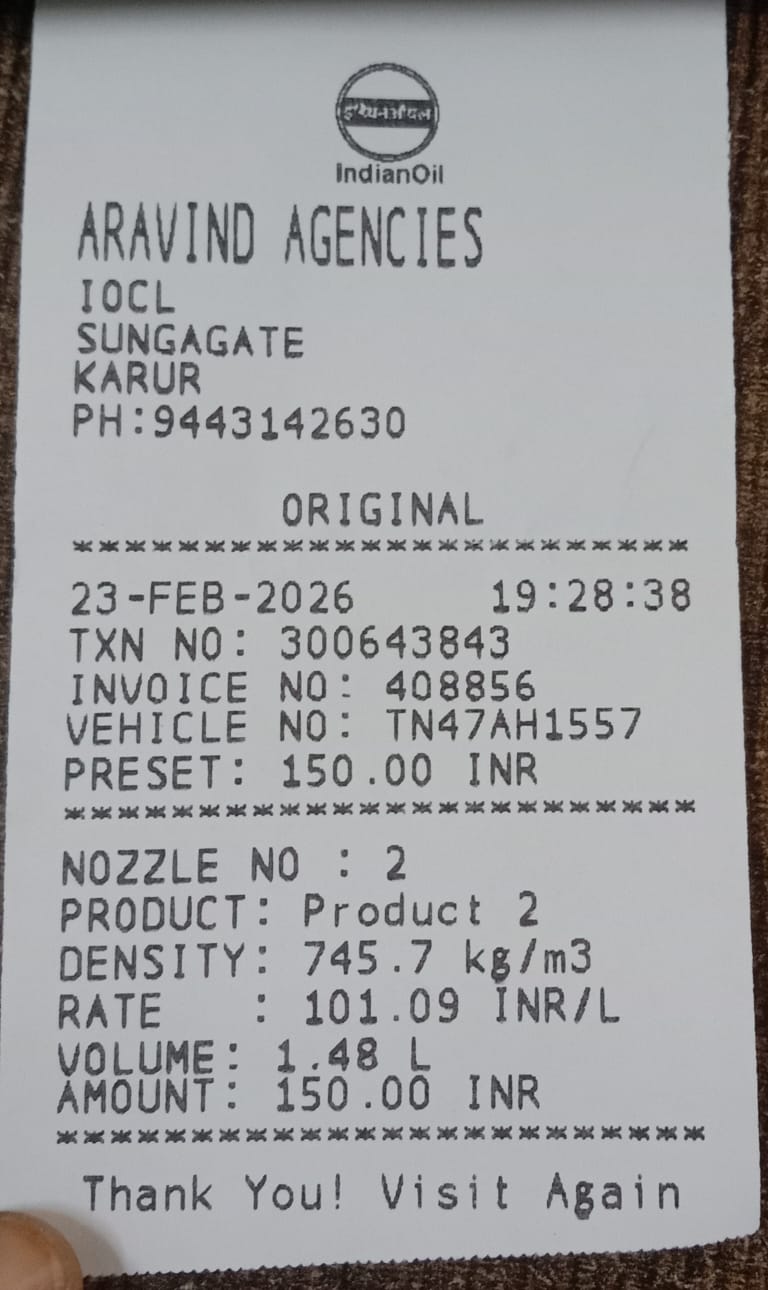 इंडियनऑयल
IndianOil
ARAVIND AGENCIES
IOCL
SUNGAGATE
KARUR
PH:9443142630
ORIGINAL
************************
23-FEB-2026 19:28:38
TXN NO: 300643843
INVOICE NO: 408856
VEHICLE NO: TN47AH1557
PRESET: 150.00 INR
************************
NOZZLE NO : 2
PRODUCT: Product 2
DENSITY: 745.7 kg/m3
RATE : 101.09 INR/L
VOLUME: 1.48 L
AMOUNT: 150.00 INR
************************
Thank You! Visit Again